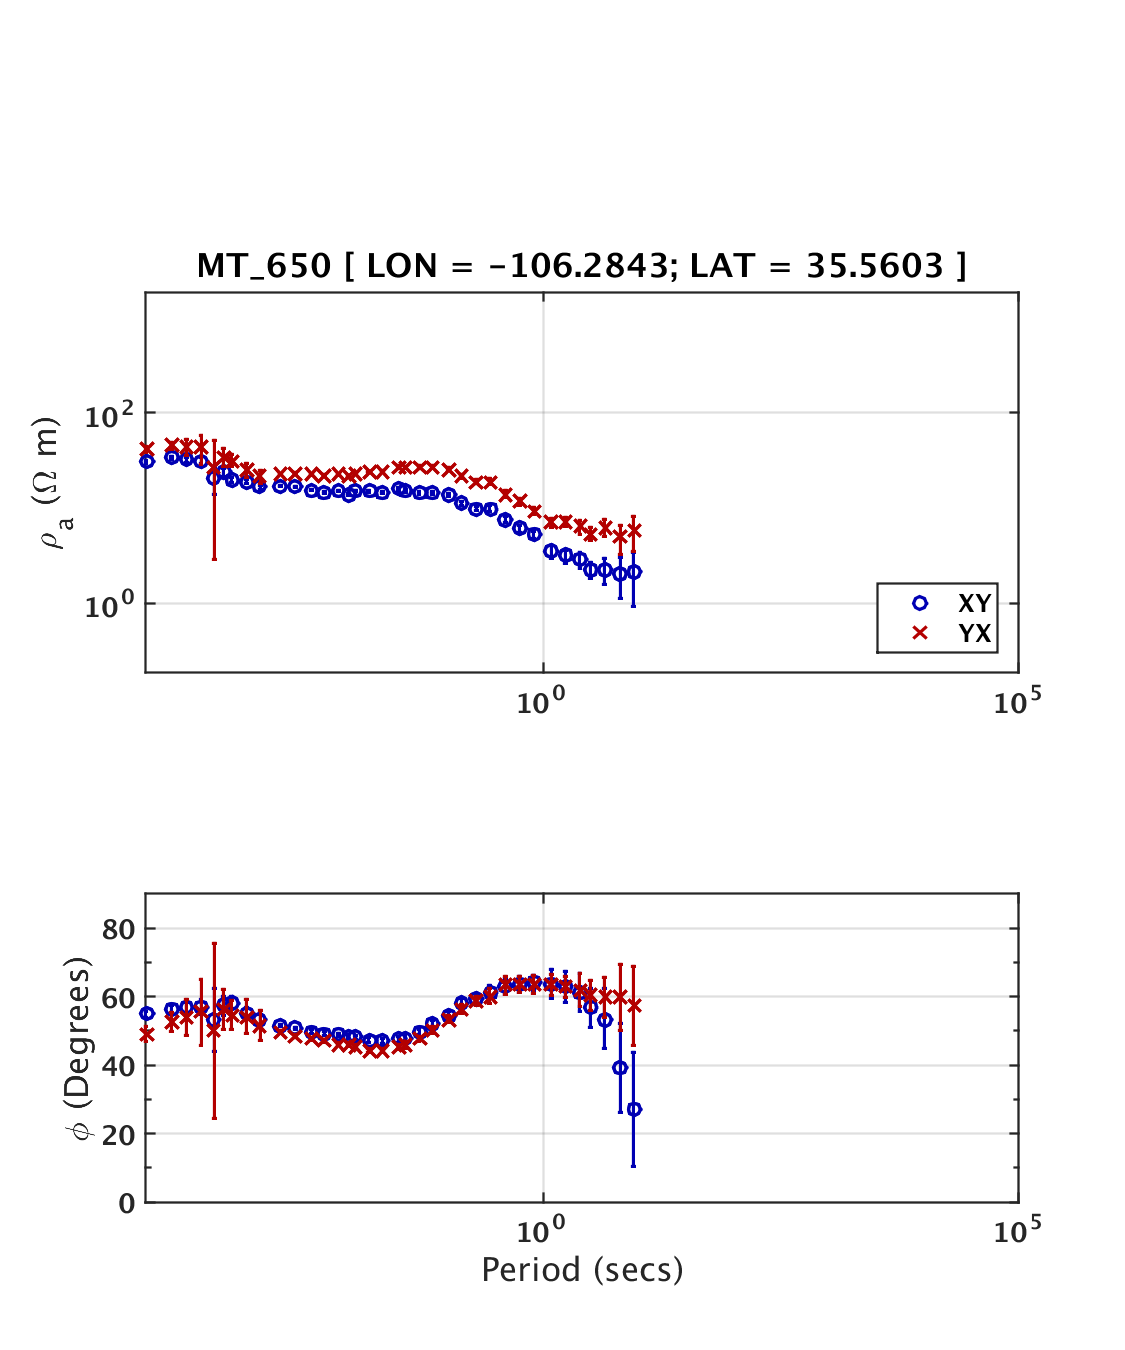 MT_650 [ LON = -106.2843; LAT = 35.5603 ]
ρa (Ω m)
10²
10⁰
XY
YX
10⁰ 10⁵
ϕ (Degrees)
80
60
40
20
0
10⁰ 10⁵
Period (secs)